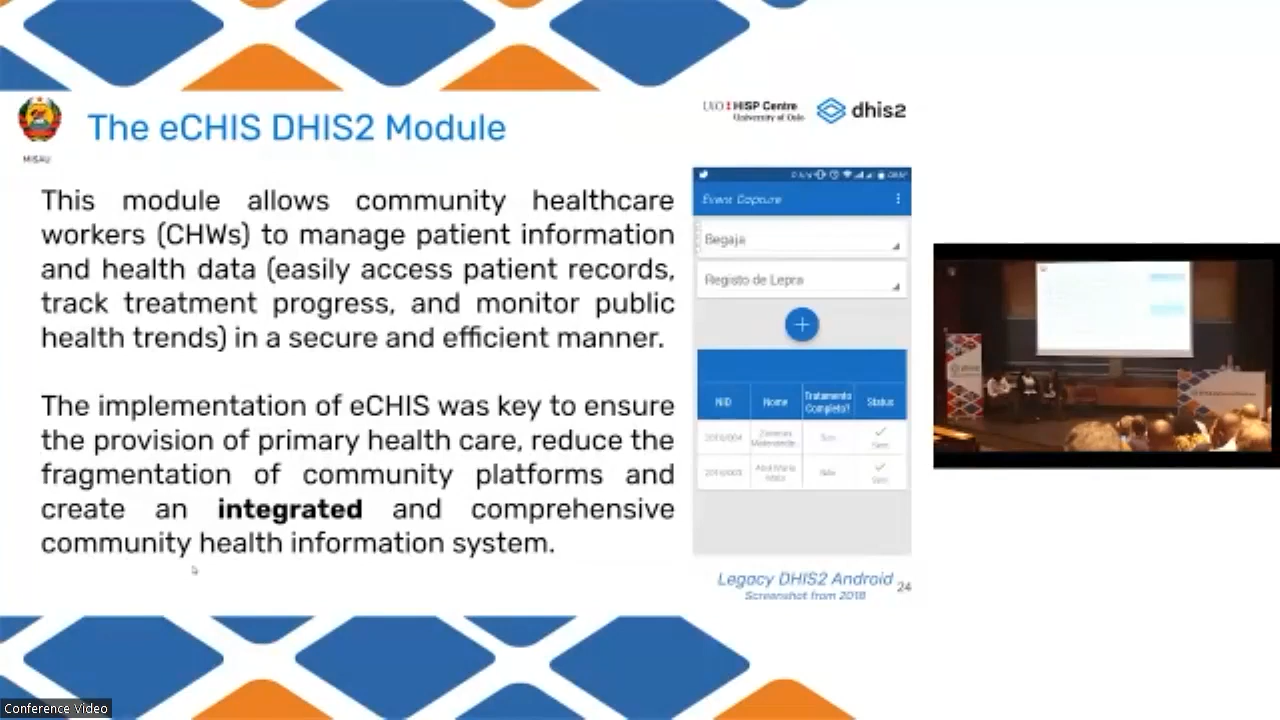 The eCHIS DHIS2 Module
MISAU
UiO HISP Centre
University of Oslo
dhis2
This module allows community healthcare
workers (CHWs) to manage patient information
and health data (easily access patient records,
track treatment progress, and monitor public
health trends) in a secure and efficient manner.
The implementation of eCHIS was key to ensure
the provision of primary health care, reduce the
fragmentation of community platforms and
create an integrated and comprehensive
community health information system.
Event Capture
Begaja
Registo de Lepra
+
NID Nome Tratamento Completo? Status
Sim
Sim
Legacy DHIS2 Android
Screenshot from 2018
24
Conference Video